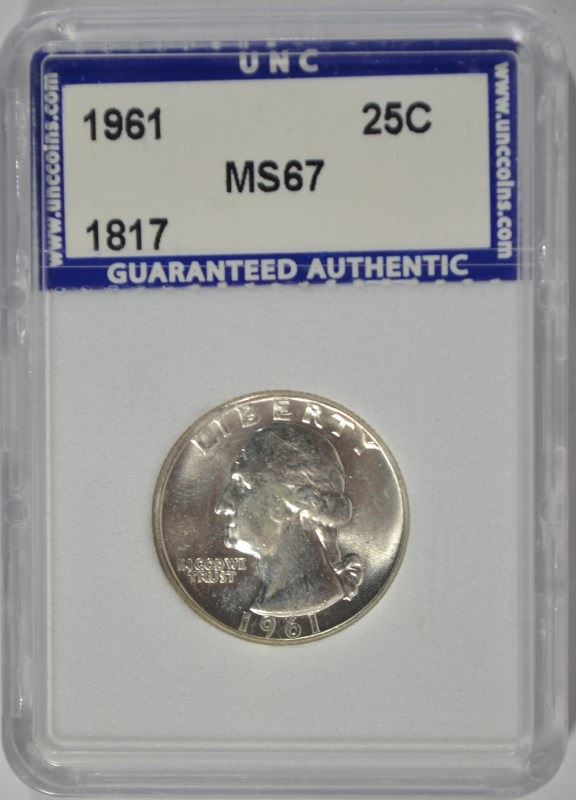 UNC
www.unccoins.com
1961 25C
MS67
1817
www.unccoins.com
GUARANTEED AUTHENTIC
LIBERTY
IN GOD WE
TRUST
1961